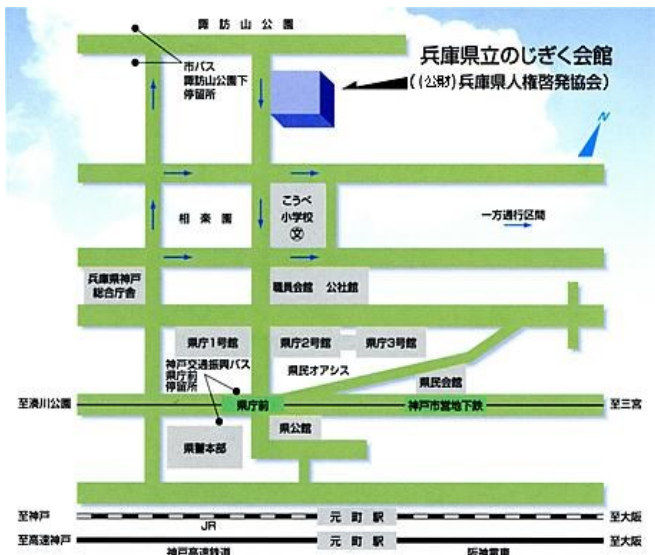 諏訪山公園
市バス
諏訪山公園下
停留所
兵庫県立のじぎく会館
((公財)兵庫県人権啓発協会)
N
こうべ
小学校
文
相楽園
一方通行区間
兵庫県神戸
総合庁舎
職員会館 公社館
県庁1号館
県庁2号館
県庁3号館
神戸交通振興バス
県庁前
停留所
県民オアシス
県民会館
至湊川公園
県庁前
神戸市営地下鉄
至三宮
県公館
県警本部
至神戸
JR
元町駅
至大阪
至高速神戸
神戸高速鉄道
元町駅
阪神電車
至大阪